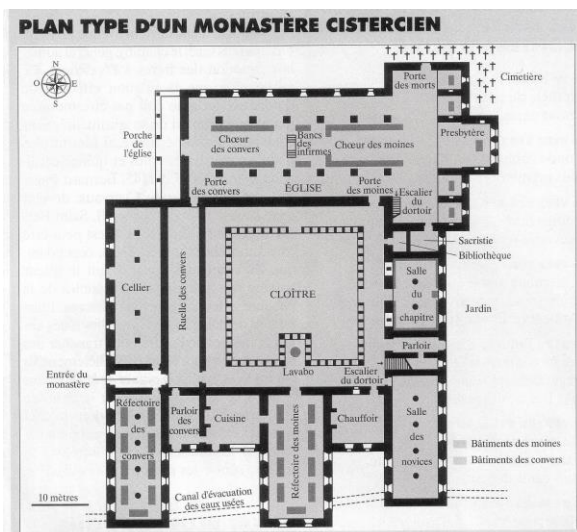 PLAN TYPE D'UN MONASTÈRE CISTERCIEN
N
O
E
S
Porte
des morts
Cimetière
Porche
de
l'église
Chœur
des convers
Bancs
des
infirmes
Chœur des moines
Presbytère
Porte
des convers
ÉGLISE
Porte
des moines
Escalier
du
dortoir
Sacristie
Bibliothèque
Cellier
Ruelle des convers
CLOÎTRE
Salle
du
chapitre
Jardin
Lavabo
Parloir
Escalier
du dortoir
Entrée du
monastère
Réfectoire
des
convers
Parloir
des
convers
Cuisine
Réfectoire des moines
Chauffoir
Salle
des
novices
Bâtiments des moines
Bâtiments des convers
10 mètres
Canal d'évacuation
des eaux usées